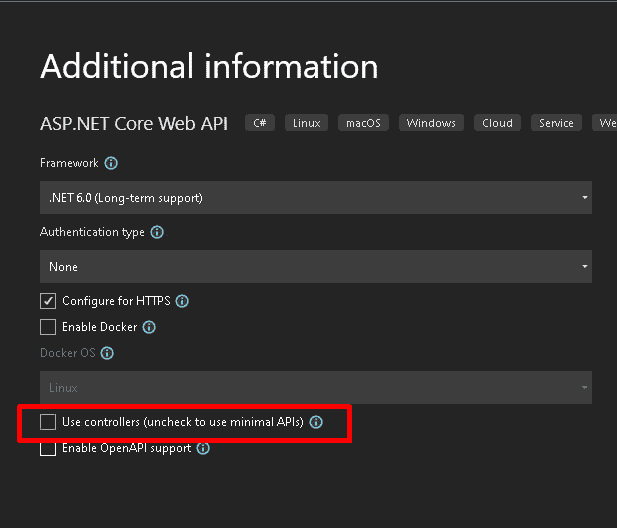 Additional information
ASP.NET Core Web API C# Linux macOS Windows Cloud Service We
Framework
.NET 6.0 (Long-term support)
Authentication type
None
Configure for HTTPS
Enable Docker
Docker OS
Linux
Use controllers (uncheck to use minimal APIs)
Enable OpenAPI support